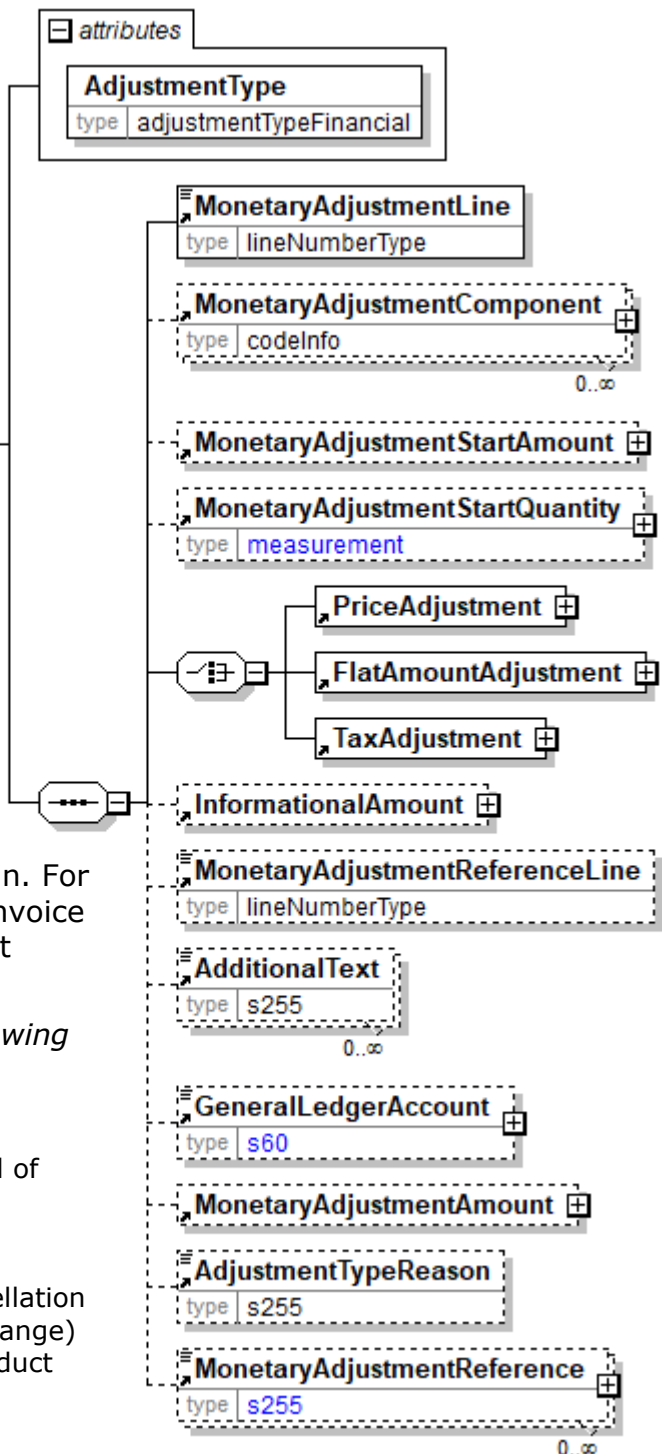 attributes
AdjustmentType
type adjustmentTypeFinancial
MonetaryAdjustmentLine
type lineNumberType
MonetaryAdjustmentComponent
type codeInfo
0..∞
MonetaryAdjustmentStartAmount
MonetaryAdjustmentStartQuantity
type measurement
PriceAdjustment
FlatAmountAdjustment
TaxAdjustment
InformationalAmount
MonetaryAdjustmentReferenceLine
type lineNumberType
AdditionalText
type s255
0..∞
GeneralLedgerAccount
type s60
MonetaryAdjustmentAmount
AdjustmentTypeReason
type s255
MonetaryAdjustmentReference
type s255
0..∞
n. For
nvoice
t
wing
l of
ellation
ange)
duct